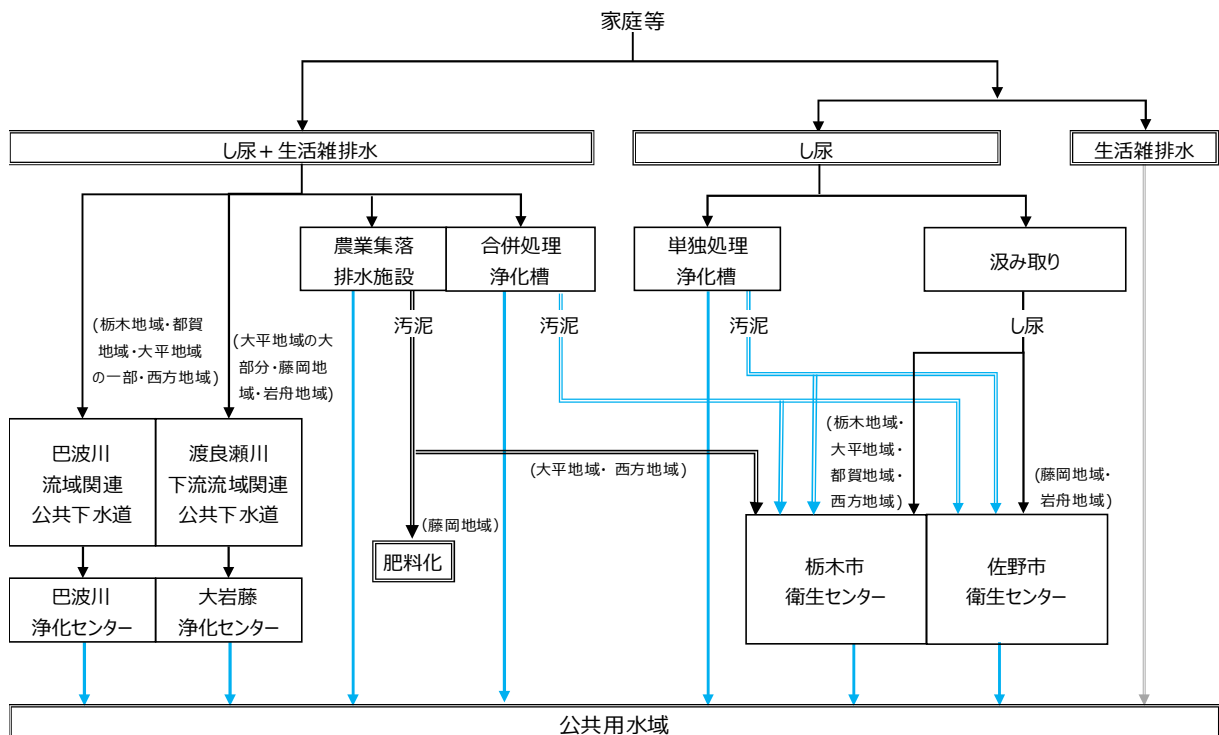 家庭等
し尿＋生活雑排水
し尿
生活雑排水
農業集落
排水施設
合併処理
浄化槽
単独処理
浄化槽
汲み取り
汚泥
汚泥
汚泥
し尿
(栃木地域・都賀
地域・大平地域
の一部・西方地域)
(大平地域の大
部分・藤岡地
域・岩舟地域)
巴波川
流域関連
公共下水道
渡良瀬川
下流流域関連
公共下水道
(大平地域・ 西方地域)
(栃木地域・
大平地域・
都賀地域・
西方地域)
(藤岡地域・
岩舟地域)
(藤岡地域)
肥料化
栃木市
衛生センター
佐野市
衛生センター
巴波川
浄化センター
大岩藤
浄化センター
公共用水域